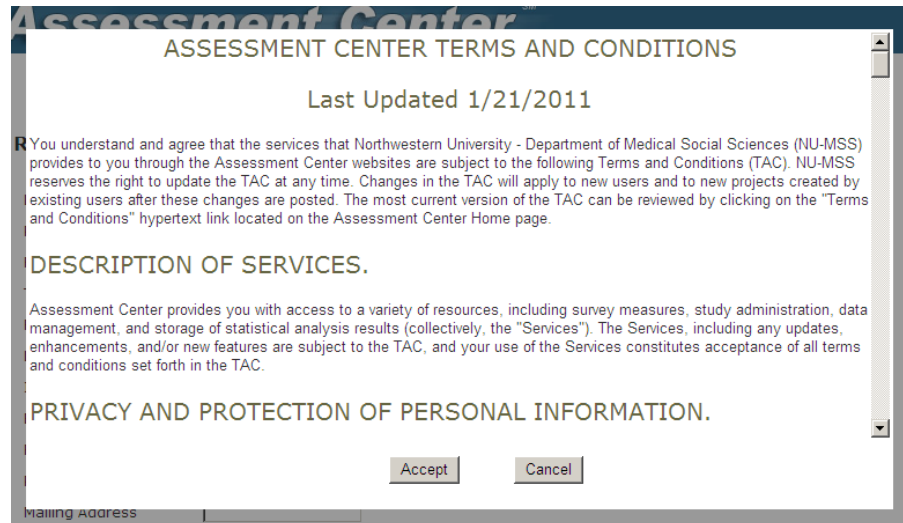 Assessment Center SM
ASSESSMENT CENTER TERMS AND CONDITIONS
Last Updated 1/21/2011
R
You understand and agree that the services that Northwestern University - Department of Medical Social Sciences (NU-MSS)
provides to you through the Assessment Center websites are subject to the following Terms and Conditions (TAC). NU-MSS
reserves the right to update the TAC at any time. Changes in the TAC will apply to new users and to new projects created by
existing users after these changes are posted. The most current version of the TAC can be reviewed by clicking on the "Terms
and Conditions" hypertext link located on the Assessment Center Home page.
DESCRIPTION OF SERVICES.
Assessment Center provides you with access to a variety of resources, including survey measures, study administration, data
management, and storage of statistical analysis results (collectively, the "Services"). The Services, including any updates,
enhancements, and/or new features are subject to the TAC, and your use of the Services constitutes acceptance of all terms
and conditions set forth in the TAC.
PRIVACY AND PROTECTION OF PERSONAL INFORMATION.
Accept Cancel
Mailing Address